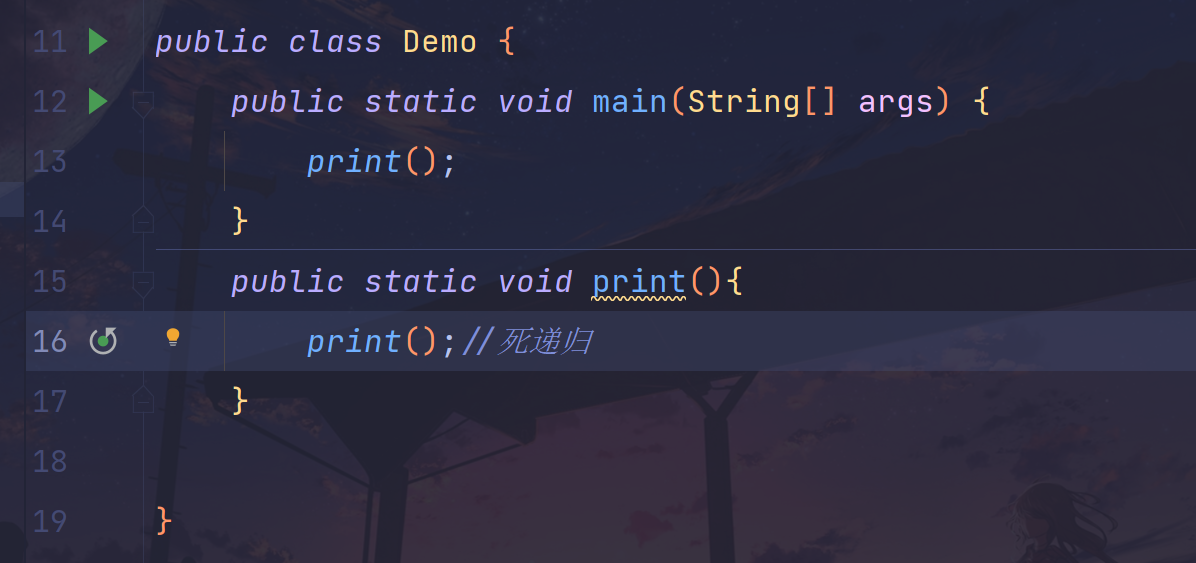 11 public class Demo {
12 public static void main(String[] args) {
13 print();
14 }
15 public static void print(){
16 print();//死递归
17 }
18
19 }